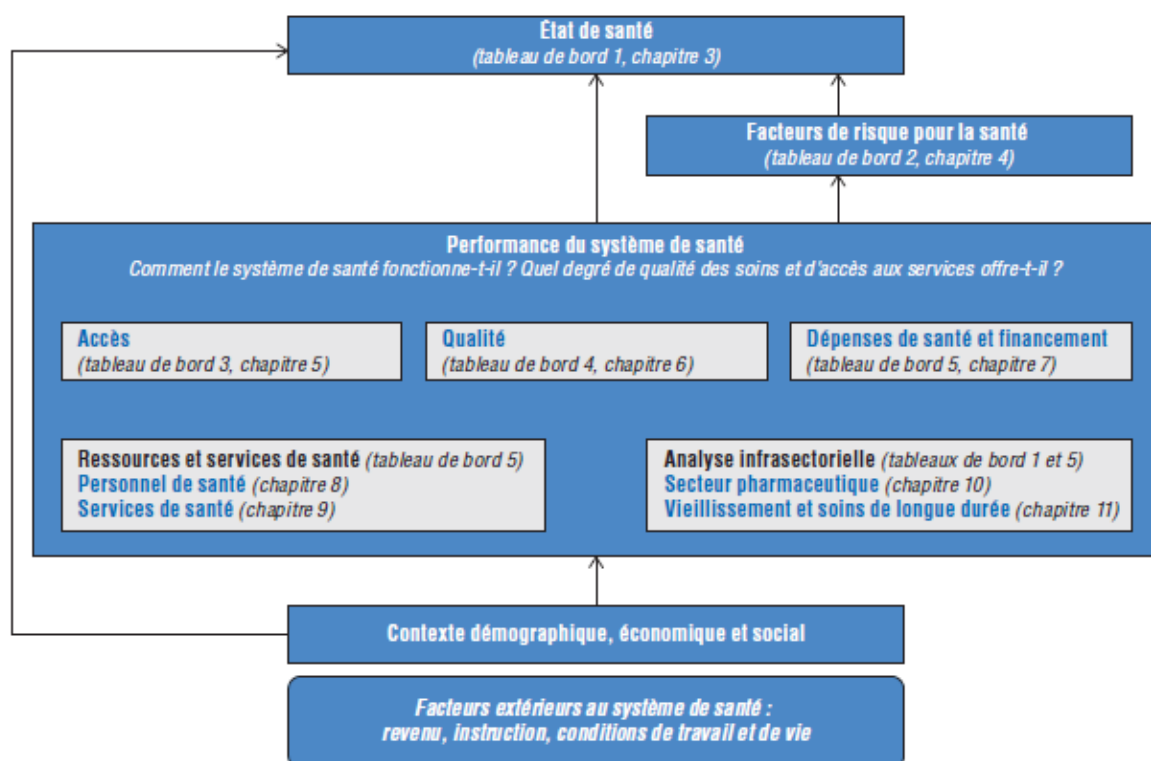 État de santé
(tableau de bord 1, chapitre 3)
Facteurs de risque pour la santé
(tableau de bord 2, chapitre 4)
Performance du système de santé
Comment le système de santé fonctionne-t-il ? Quel degré de qualité des soins et d'accès aux services offre-t-il ?
Accès
(tableau de bord 3, chapitre 5)
Qualité
(tableau de bord 4, chapitre 6)
Dépenses de santé et financement
(tableau de bord 5, chapitre 7)
Ressources et services de santé (tableau de bord 5)
Personnel de santé (chapitre 8)
Services de santé (chapitre 9)
Analyse infrasectorielle (tableaux de bord 1 et 5)
Secteur pharmaceutique (chapitre 10)
Vieillissement et soins de longue durée (chapitre 11)
Contexte démographique, économique et social
Facteurs extérieurs au système de santé :
revenu, instruction, conditions de travail et de vie